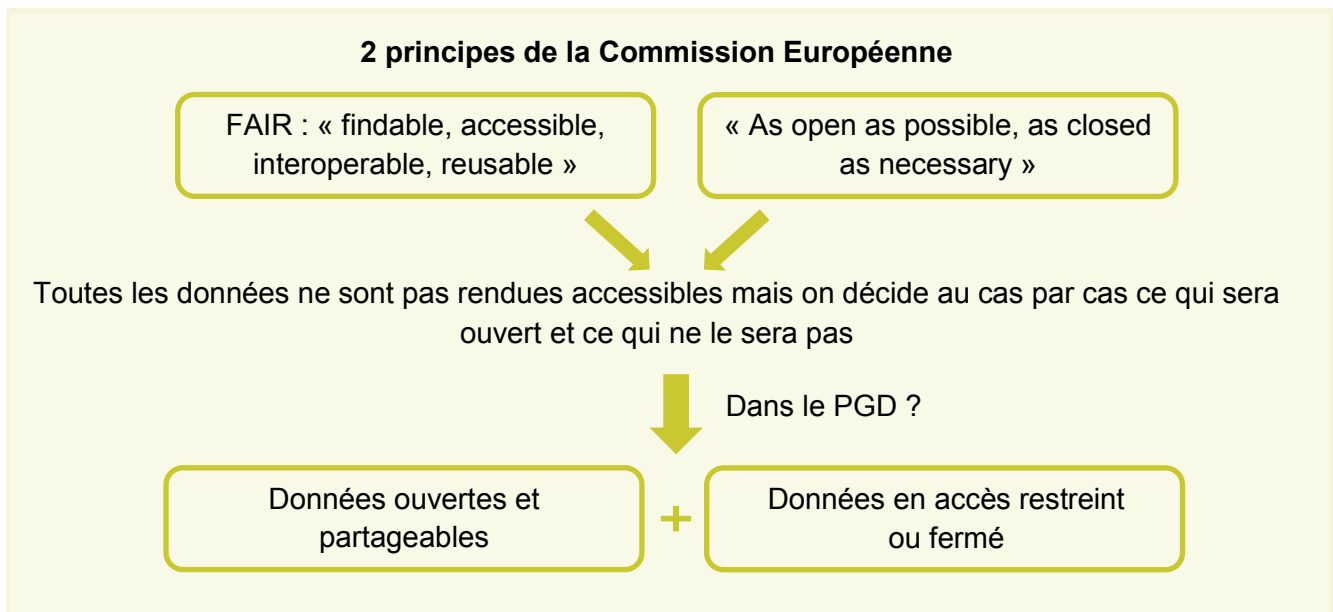 2 principes de la Commission Européenne
FAIR : « findable, accessible,
interoperable, reusable »
« As open as possible, as closed
as necessary »
Toutes les données ne sont pas rendues accessibles mais on décide au cas par cas ce qui sera
ouvert et ce qui ne le sera pas
Dans le PGD ?
Données ouvertes et
partageables
+
Données en accès restreint
ou fermé